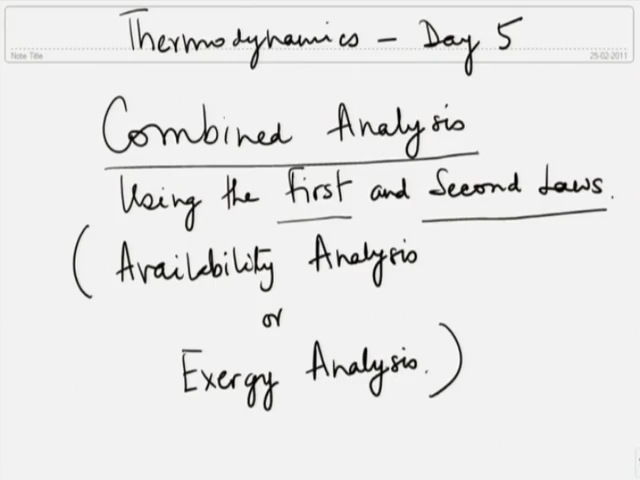 Thermodynamics - Day 5
Note Title
25-02-2011
Combined Analysis
Using the First and Second Laws.
(Availability Analysis
or
Exergy Analysis.)